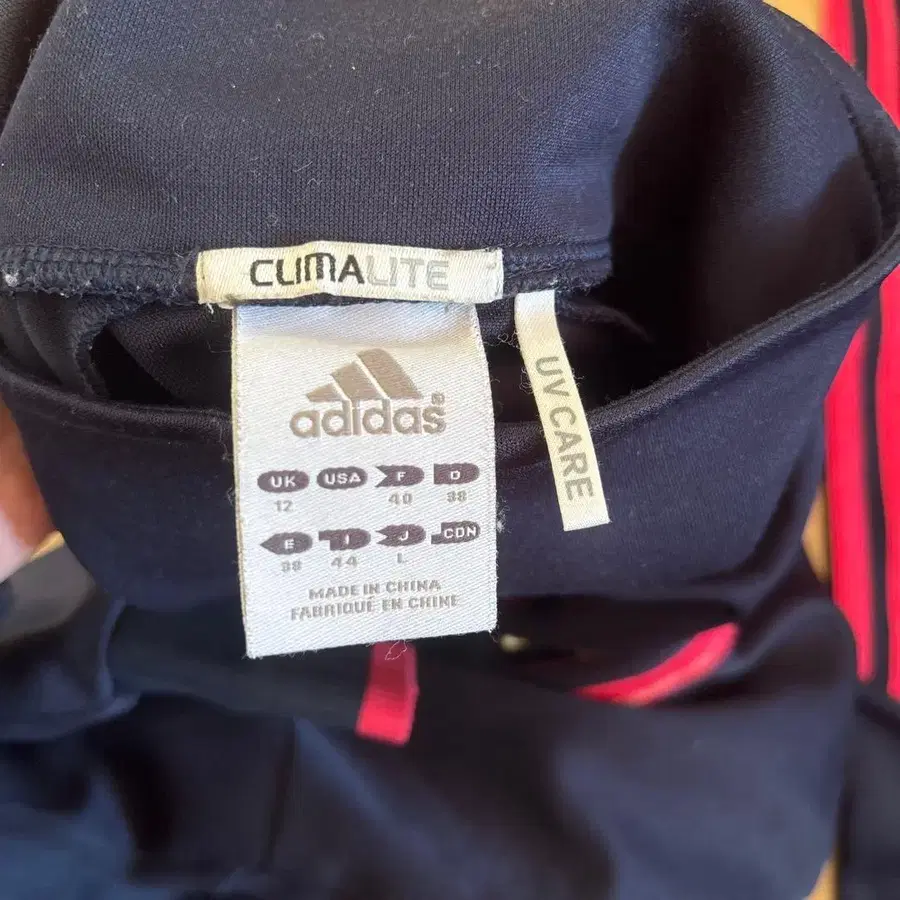 CLIMALITE
adidas®
UK USA F D
12 40 38
E I J CDN
38 44 L
MADE IN CHINA
FABRIQUÉ EN CHINE
UV CARE